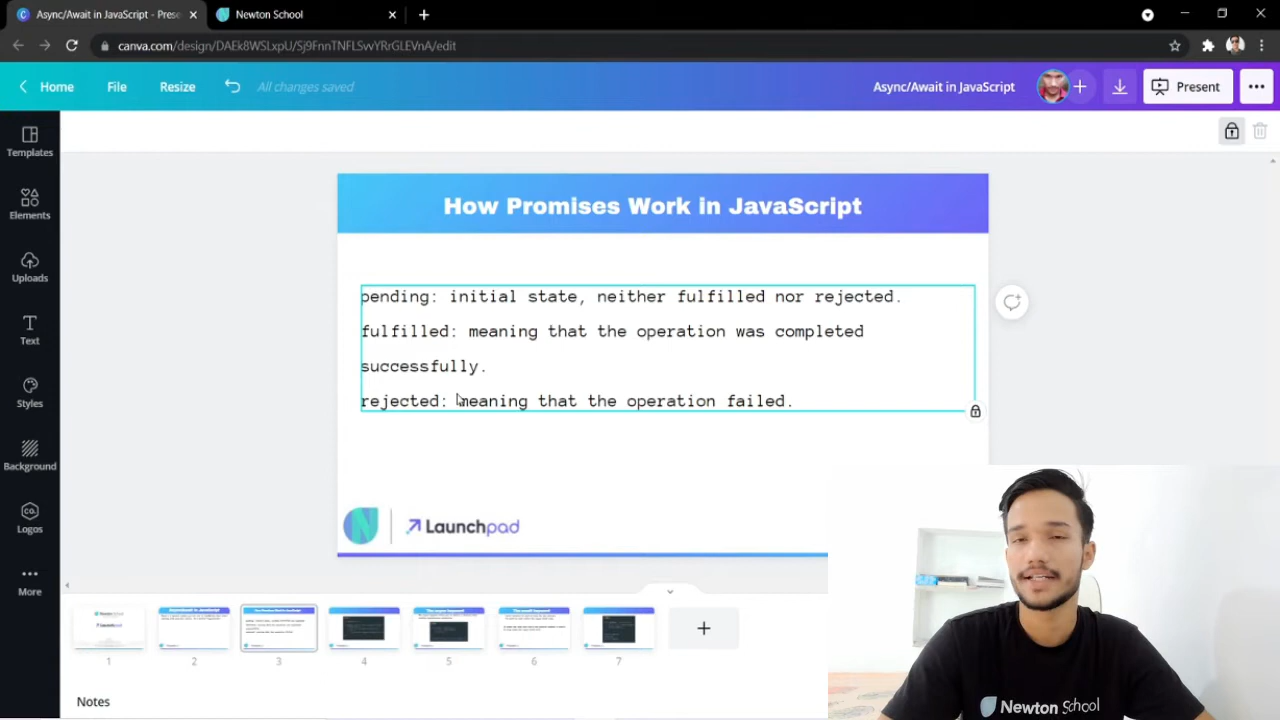 Async/Await in JavaScript - Prese
Newton School
canva.com/design/DAEk8WSLxpU/Sj9FnnTNFLSvYRrGLEVnA/edit
Home
File
Resize
All changes saved
Async/Await in JavaScript
Present
Templates
Elements
Uploads
Text
Styles
Background
Logos
More
How Promises Work in JavaScript
pending: initial state, neither fulfilled nor rejected.
fulfilled: meaning that the operation was completed
successfully.
rejected: meaning that the operation failed.
Launchpad
1
2
3
4
5
6
7
Notes
Newton School